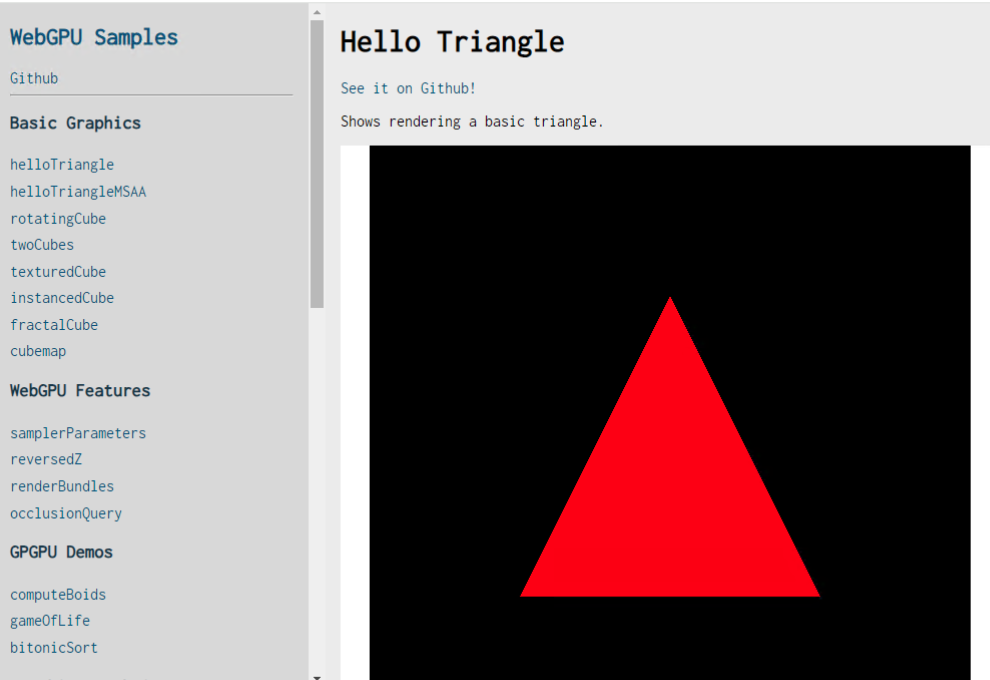 WebGPU Samples
Github
Basic Graphics
helloTriangle
helloTriangleMSAA
rotatingCube
twoCubes
texturedCube
instancedCube
fractalCube
cubemap
WebGPU Features
samplerParameters
reversedZ
renderBundles
occlusionQuery
GPGPU Demos
computeBoids
gameOfLife
bitonicSort
Hello Triangle
See it on Github!
Shows rendering a basic triangle.